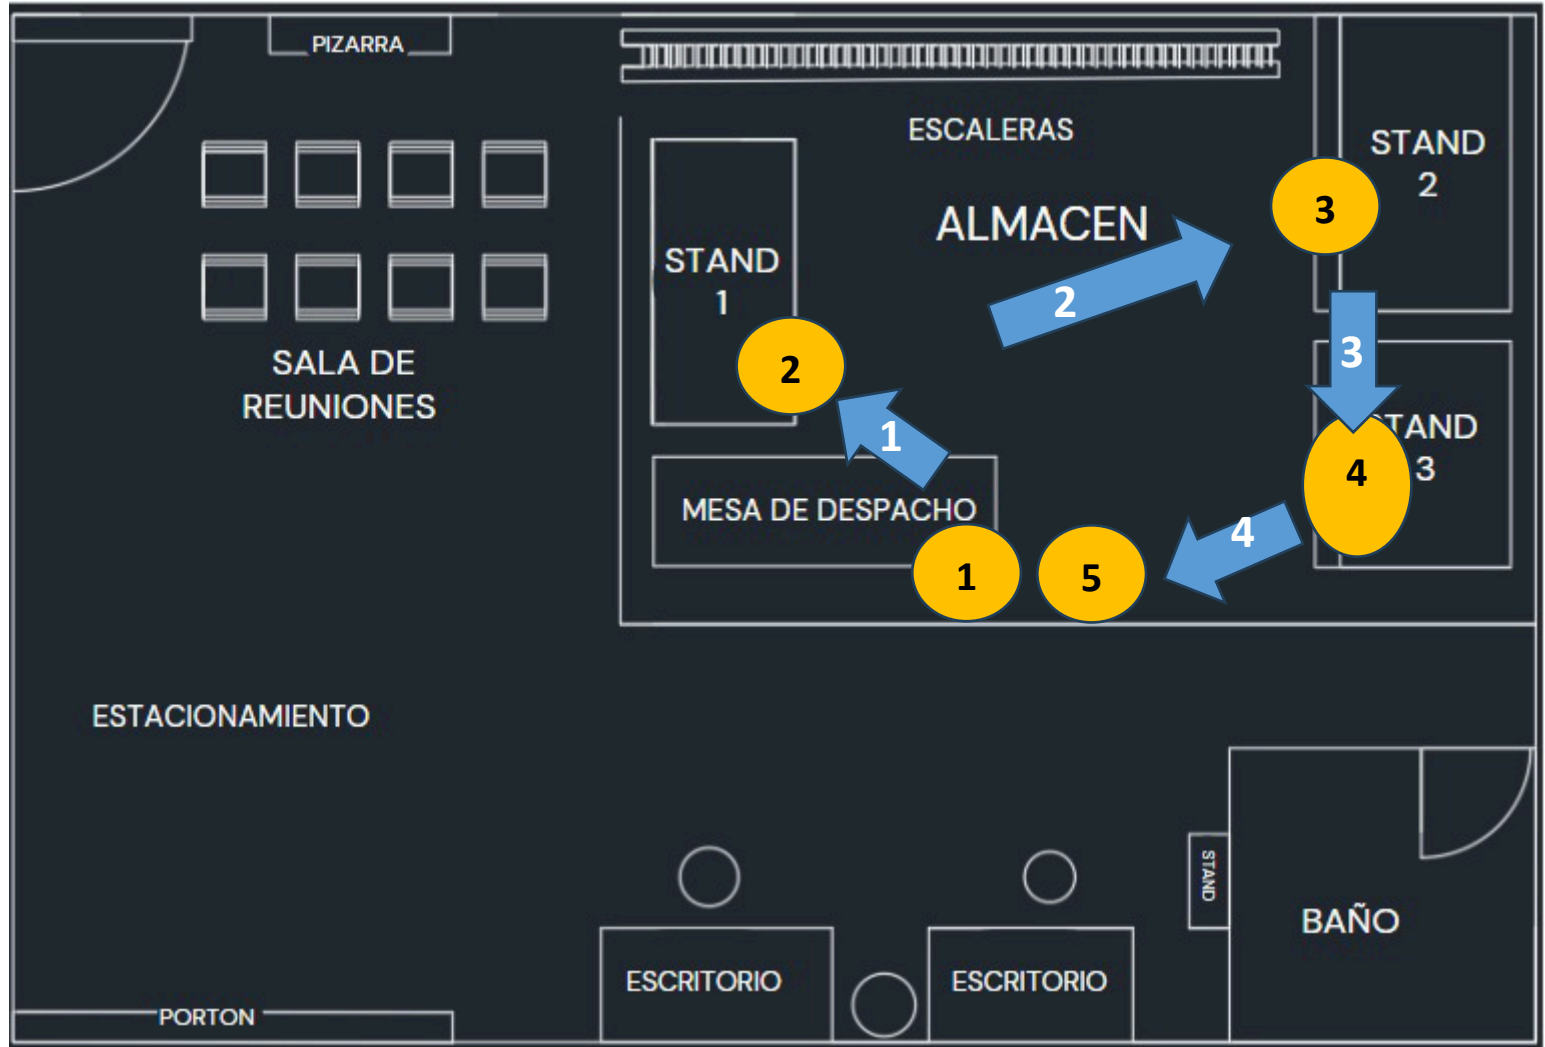 PIZARRA
ESCALERAS
STAND
2
3
ALMACEN
STAND
1
2
2
3
SALA DE
REUNIONES
1
STAND
3
4
MESA DE DESPACHO
4
1
5
ESTACIONAMIENTO
STAND
BAÑO
ESCRITORIO
ESCRITORIO
PORTON